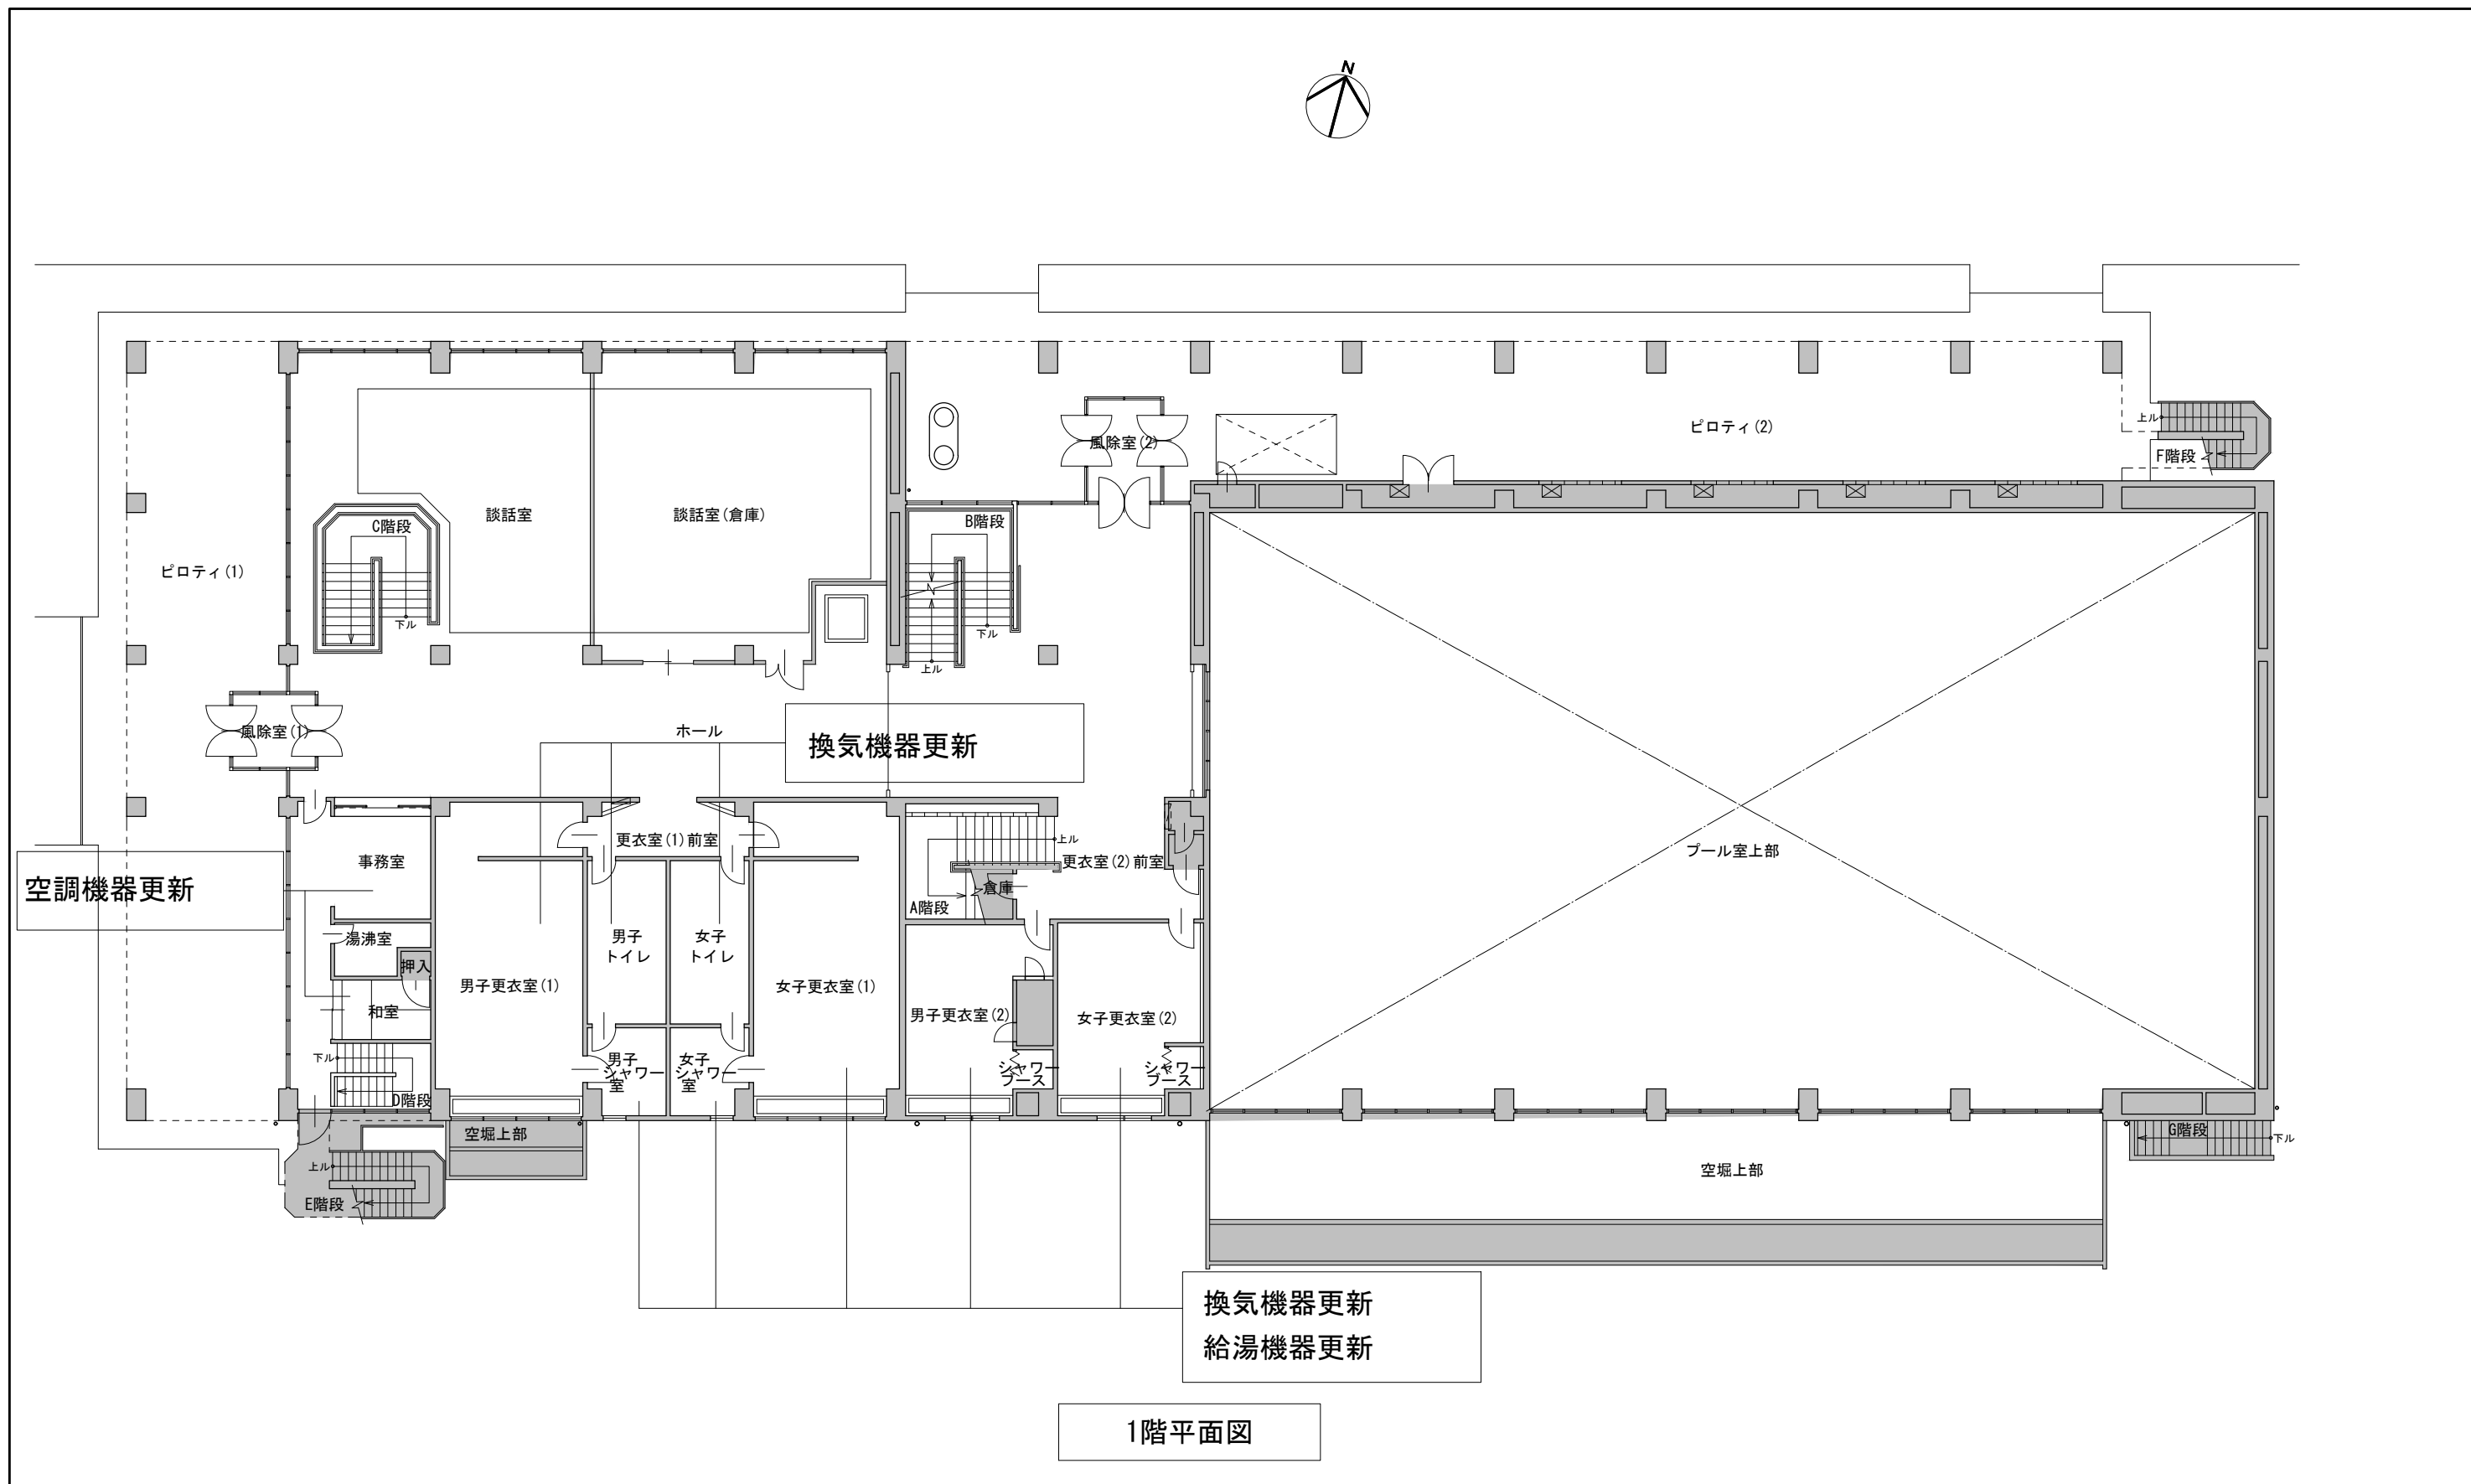 N
ピロティ(2)
上ル
F階段
風除室(2)
談話室
談話室(倉庫)
B階段
C階段
ピロティ(1)
下ル
下ル
上ル
風除室(1)
ホール
換気機器更新
更衣室(1)前室
上ル
更衣室(2)前室
プール室上部
事務室
空調機器更新
倉庫
A階段
湯沸室
男子
トイレ
女子
トイレ
押入
男子更衣室(1)
女子更衣室(1)
和室
男子更衣室(2)
女子更衣室(2)
下ル
男子
シャワー
室
女子
シャワー
室
シャワー
ブース
シャワー
ブース
D階段
空堀上部
G階段
下ル
上ル
E階段
空堀上部
換気機器更新
給湯機器更新
1階平面図